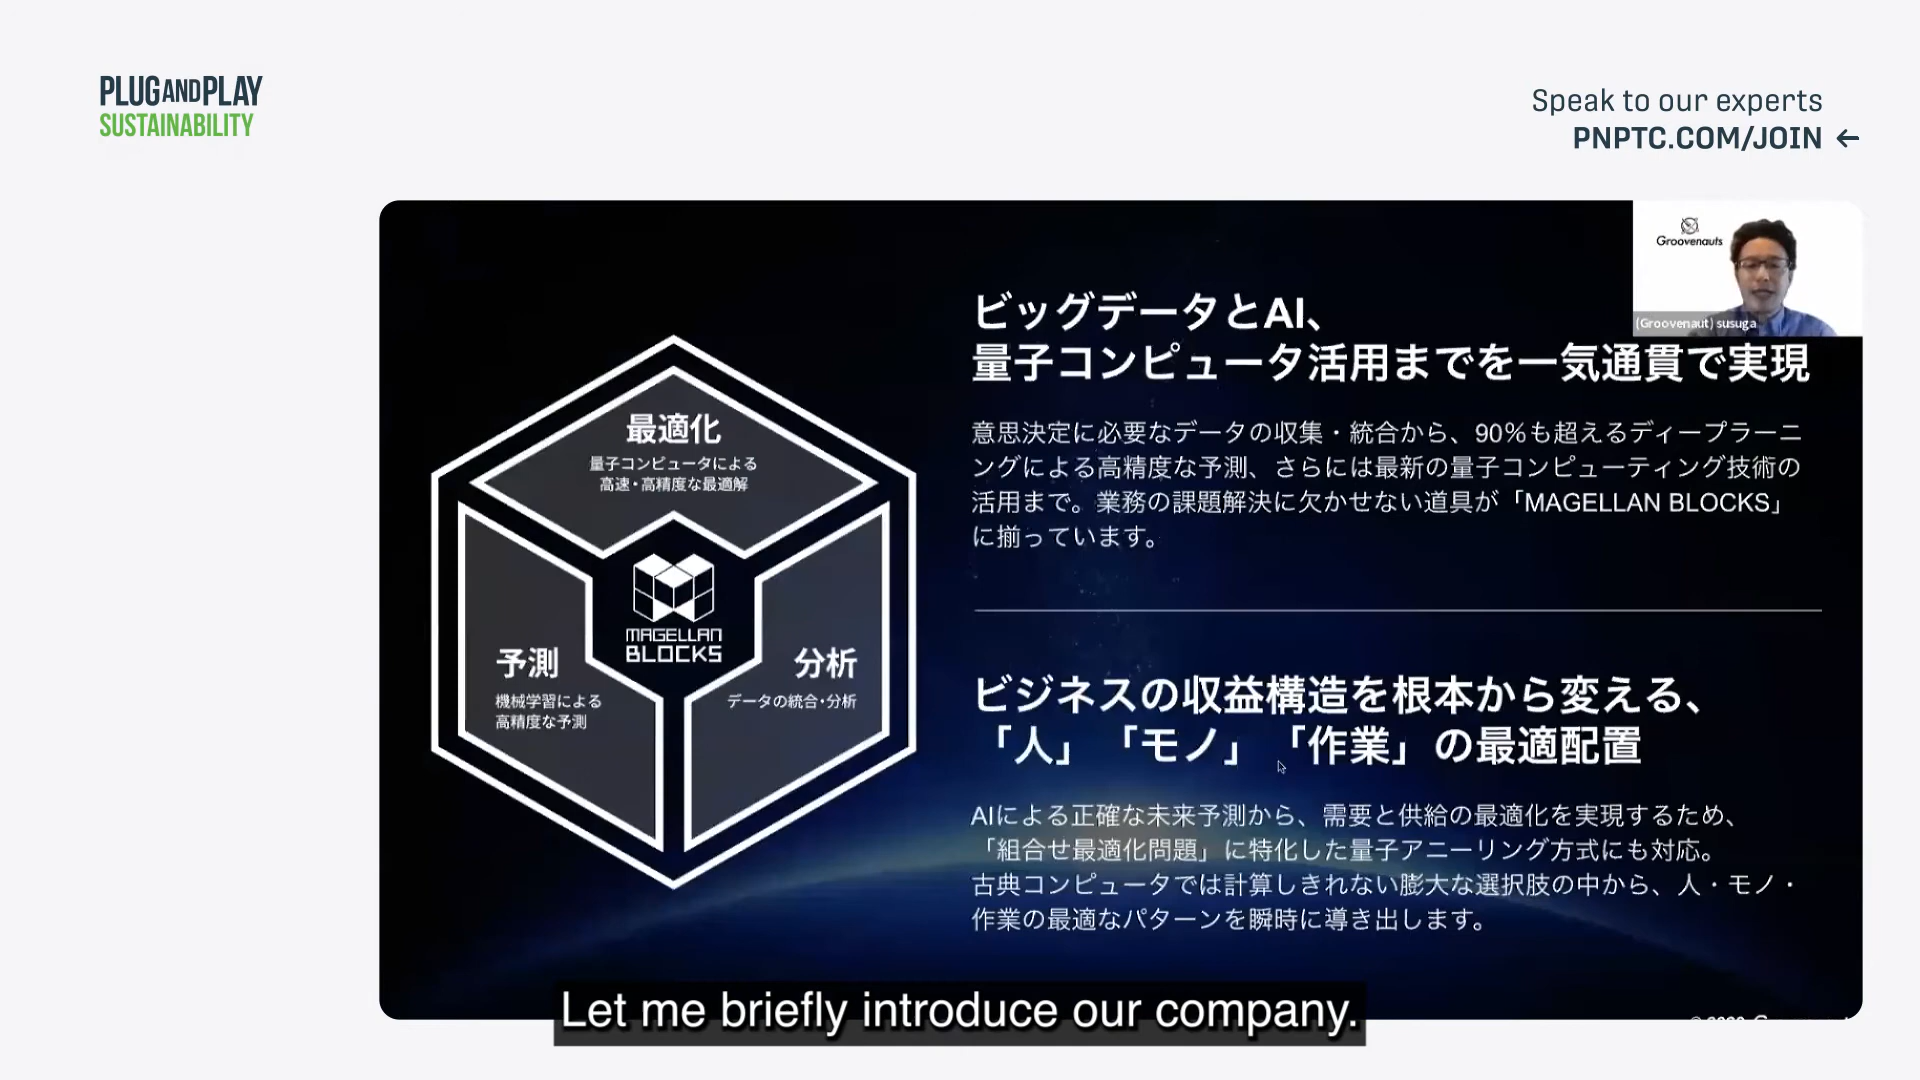 PLUGANDPLAY
SUSTAINABILITY
Speak to our experts
PNPTC.COM/JOIN ←
Groovenauts
(Groovenaut) susuga
最適化
量子コンピュータによる
高速・高精度な最適解
MAGELLAN
BLOCKS
予測
機械学習による
高精度な予測
分析
データの統合・分析
ビッグデータとAI、
量子コンピュータ活用までを一気通貫で実現
意思決定に必要なデータの収集・統合から、90%も超えるディープラーニ
ングによる高精度な予測、さらには最新の量子コンピューティング技術の
活用まで。業務の課題解決に欠かせない道具が「MAGELLAN BLOCKS」
に揃っています。
ビジネスの収益構造を根本から変える、
「人」「モノ」「作業」の最適配置
AIによる正確な未来予測から、需要と供給の最適化を実現するため、
「組合せ最適化問題」に特化した量子アニーリング方式にも対応。
古典コンピュータでは計算しきれない膨大な選択肢の中から、人・モノ・
作業の最適なパターンを瞬時に導き出します。
Let me briefly introduce our company.